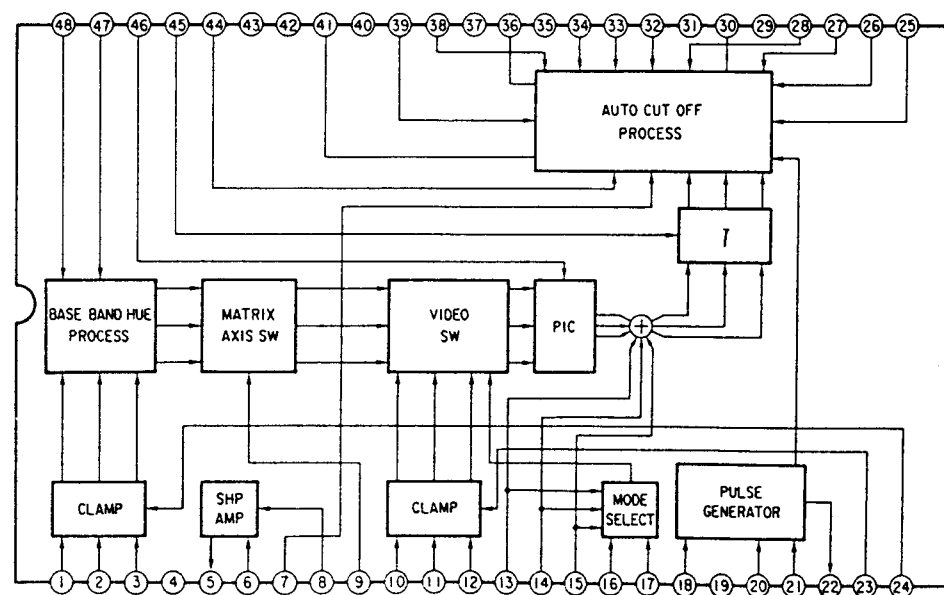 48 47 46 45 44 43 42 41 40 39 38 37 36 35 34 33 32 31 30 29 28 27 26 25
AUTO CUT OFF
PROCESS
γ
BASE BAND HUE
PROCESS
MATRIX
AXIS SW
VIDEO
SW
PIC
+
CLAMP
SHP
AMP
CLAMP
MODE
SELECT
PULSE
GENERATOR
1 2 3 4 5 6 7 8 9 10 11 12 13 14 15 16 17 18 19 20 21 22 23 24